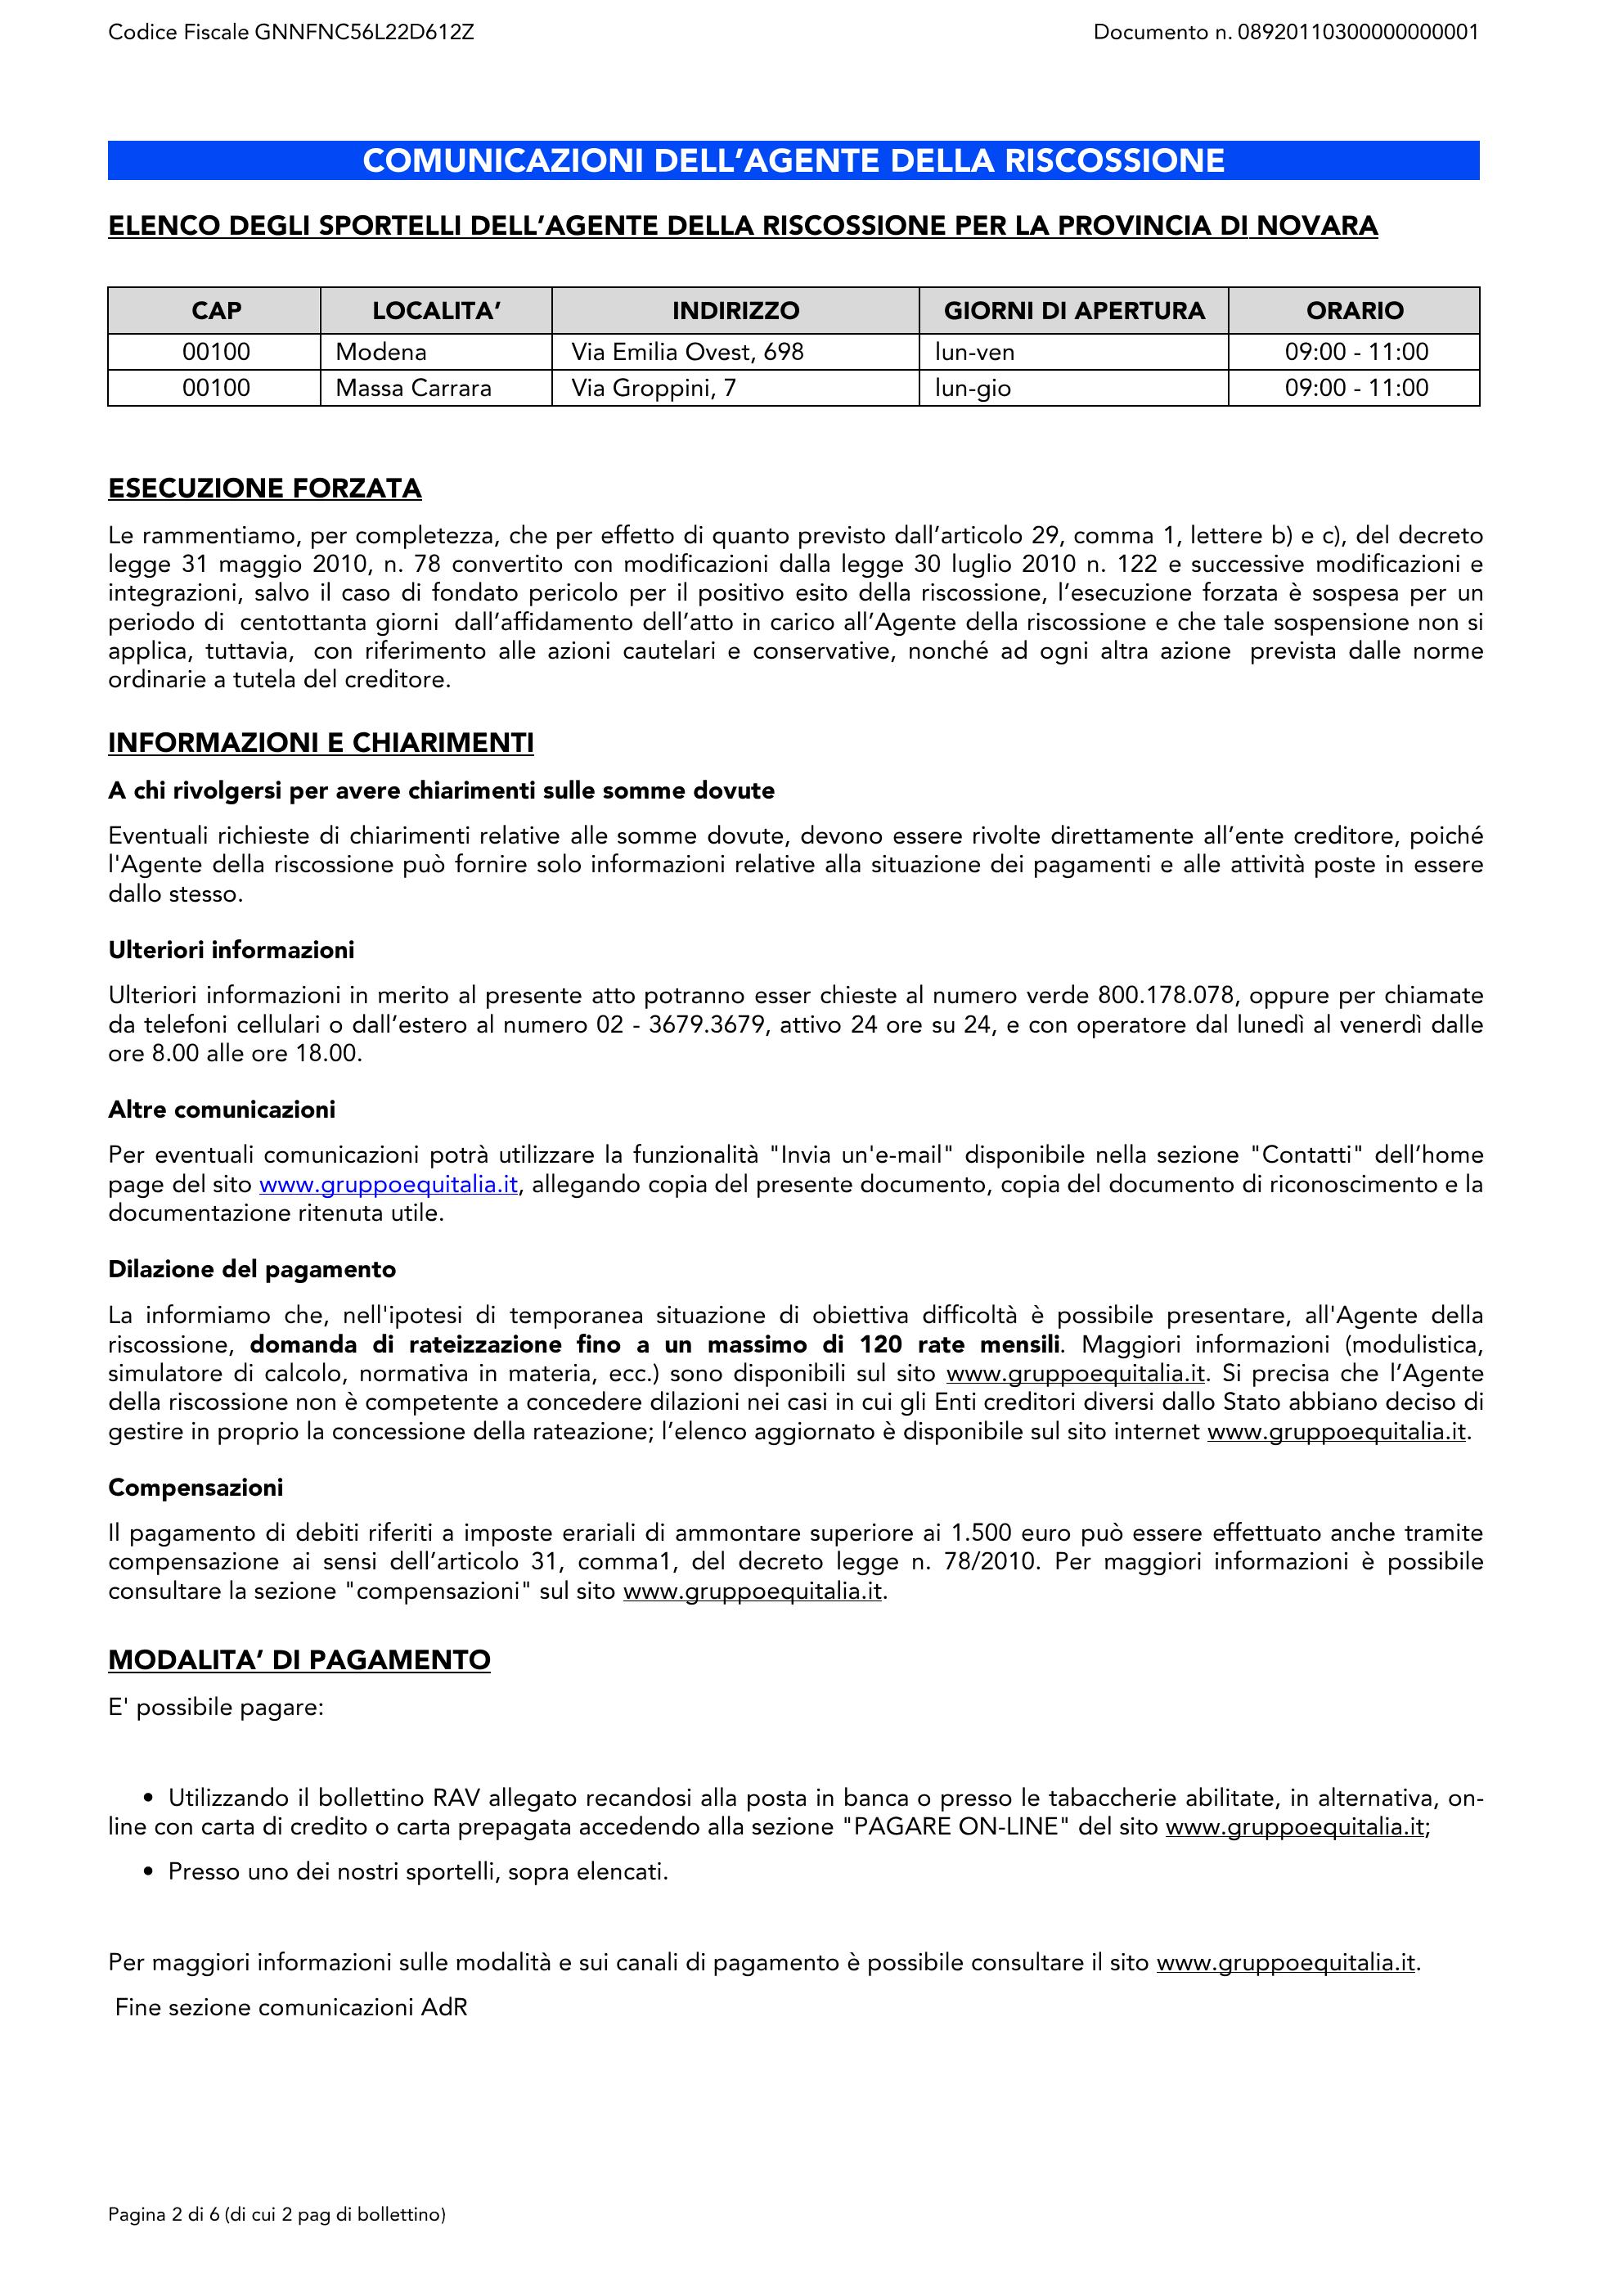 Codice Fiscale GNNFNC56L22D612Z Documento n. 08920110300000000001
COMUNICAZIONI DELL’AGENTE DELLA RISCOSSIONE
ELENCO DEGLI SPORTELLI DELL’AGENTE DELLA RISCOSSIONE PER LA PROVINCIA DI NOVARA
CAP LOCALITA’ INDIRIZZO GIORNI DI APERTURA ORARIO
00100 Modena Via Emilia Ovest, 698 lun-ven 09:00 - 11:00
00100 Massa Carrara Via Groppini, 7 lun-gio 09:00 - 11:00
ESECUZIONE FORZATA
Le rammentiamo, per completezza, che per effetto di quanto previsto dall’articolo 29, comma 1, lettere b) e c), del decreto
legge 31 maggio 2010, n. 78 convertito con modificazioni dalla legge 30 luglio 2010 n. 122 e successive modificazioni e
integrazioni, salvo il caso di fondato pericolo per il positivo esito della riscossione, l’esecuzione forzata è sospesa per un
periodo di centottanta giorni dall’affidamento dell’atto in carico all’Agente della riscossione e che tale sospensione non si
applica, tuttavia, con riferimento alle azioni cautelari e conservative, nonché ad ogni altra azione prevista dalle norme
ordinarie a tutela del creditore.
INFORMAZIONI E CHIARIMENTI
A chi rivolgersi per avere chiarimenti sulle somme dovute
Eventuali richieste di chiarimenti relative alle somme dovute, devono essere rivolte direttamente all’ente creditore, poiché
l'Agente della riscossione può fornire solo informazioni relative alla situazione dei pagamenti e alle attività poste in essere
dallo stesso.
Ulteriori informazioni
Ulteriori informazioni in merito al presente atto potranno esser chieste al numero verde 800.178.078, oppure per chiamate
da telefoni cellulari o dall’estero al numero 02 - 3679.3679, attivo 24 ore su 24, e con operatore dal lunedì al venerdì dalle
ore 8.00 alle ore 18.00.
Altre comunicazioni
Per eventuali comunicazioni potrà utilizzare la funzionalità "Invia un'e-mail" disponibile nella sezione "Contatti" dell’home
page del sito www.gruppoequitalia.it, allegando copia del presente documento, copia del documento di riconoscimento e la
documentazione ritenuta utile.
Dilazione del pagamento
La informiamo che, nell'ipotesi di temporanea situazione di obiettiva difficoltà è possibile presentare, all'Agente della
riscossione, domanda di rateizzazione fino a un massimo di 120 rate mensili. Maggiori informazioni (modulistica,
simulatore di calcolo, normativa in materia, ecc.) sono disponibili sul sito www.gruppoequitalia.it. Si precisa che l’Agente
della riscossione non è competente a concedere dilazioni nei casi in cui gli Enti creditori diversi dallo Stato abbiano deciso di
gestire in proprio la concessione della rateazione; l’elenco aggiornato è disponibile sul sito internet www.gruppoequitalia.it.
Compensazioni
Il pagamento di debiti riferiti a imposte erariali di ammontare superiore ai 1.500 euro può essere effettuato anche tramite
compensazione ai sensi dell’articolo 31, comma1, del decreto legge n. 78/2010. Per maggiori informazioni è possibile
consultare la sezione "compensazioni" sul sito www.gruppoequitalia.it.
MODALITA’ DI PAGAMENTO
E' possibile pagare:
• Utilizzando il bollettino RAV allegato recandosi alla posta in banca o presso le tabaccherie abilitate, in alternativa, on-
line con carta di credito o carta prepagata accedendo alla sezione "PAGARE ON-LINE" del sito www.gruppoequitalia.it;
• Presso uno dei nostri sportelli, sopra elencati.
Per maggiori informazioni sulle modalità e sui canali di pagamento è possibile consultare il sito www.gruppoequitalia.it.
Fine sezione comunicazioni AdR
Pagina 2 di 6 (di cui 2 pag di bollettino)